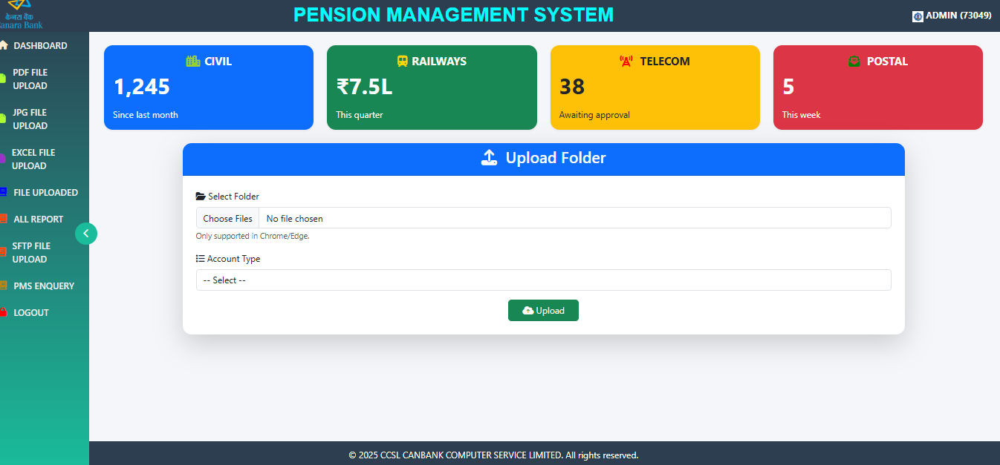 केनरा बैंक
anara Bank
PENSION MANAGEMENT SYSTEM
ADMIN (73049)
DASHBOARD
PDF FILE
UPLOAD
JPG FILE
UPLOAD
EXCEL FILE
UPLOAD
FILE UPLOADED
ALL REPORT
SFTP FILE
UPLOAD
PMS ENQUERY
LOGOUT
CIVIL
1,245
Since last month
RAILWAYS
₹7.5L
This quarter
TELECOM
38
Awaiting approval
POSTAL
5
This week
Upload Folder
Select Folder
Choose Files No file chosen
Only supported in Chrome/Edge.
Account Type
-- Select --
Upload
© 2025 CCSL CANBANK COMPUTER SERVICE LIMITED. All rights reserved.